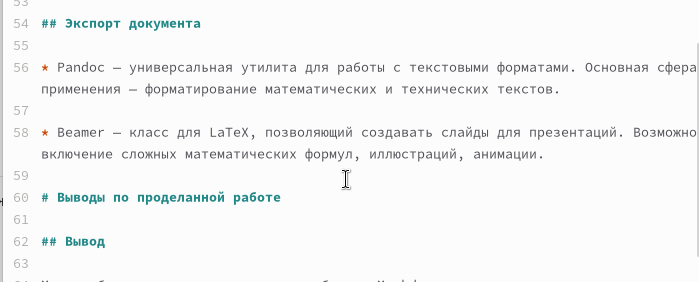 53
54 ## Экспорт документа
55
56 * Pandoc — универсальная утилита для работы с текстовыми форматами. Основная сфера
применения — форматирование математических и технических текстов.
57
58 * Beamer — класс для LaTeX, позволяющий создавать слайды для презентаций. Возможно
включение сложных математических формул, иллюстраций, анимации.
59
60 # Выводы по проделанной работе
61
62 ## Вывод
63